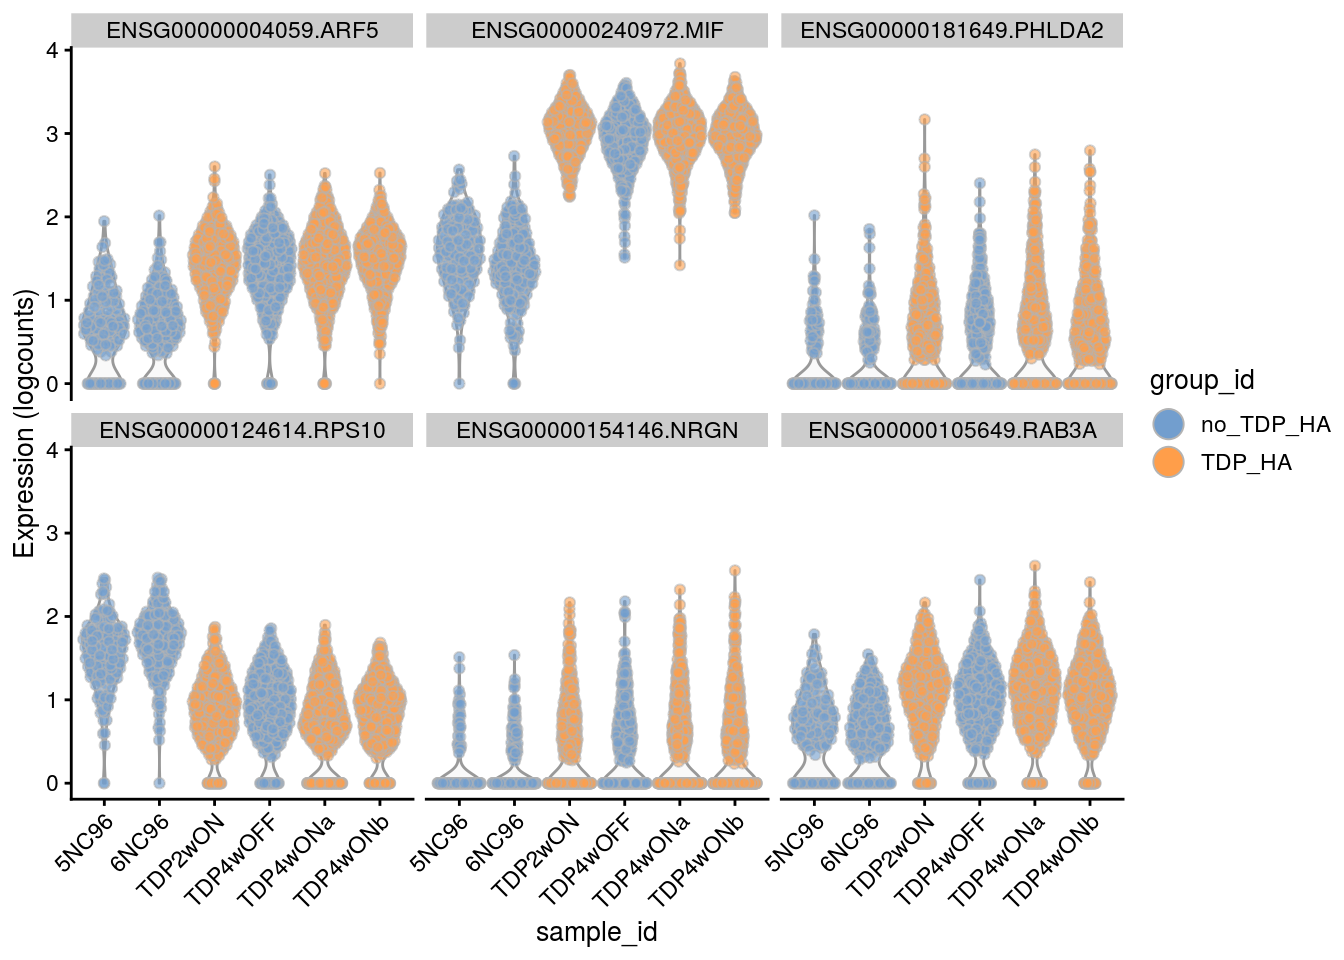 ENSG00000004059.ARF5 ENSG00000240972.MIF ENSG00000181649.PHLDA2
4
3
2
1
0
ENSG00000124614.RPS10 ENSG00000154146.NRGN ENSG00000105649.RAB3A
4
3
2
1
0
Expression (logcounts)
5NC96 6NC96 TDP2wON TDP4wOFF TDP4wONa TDP4wONb 5NC96 6NC96 TDP2wON TDP4wOFF TDP4wONa TDP4wONb 5NC96 6NC96 TDP2wON TDP4wOFF TDP4wONa TDP4wONb
sample_id
group_id
no_TDP_HA
TDP_HA